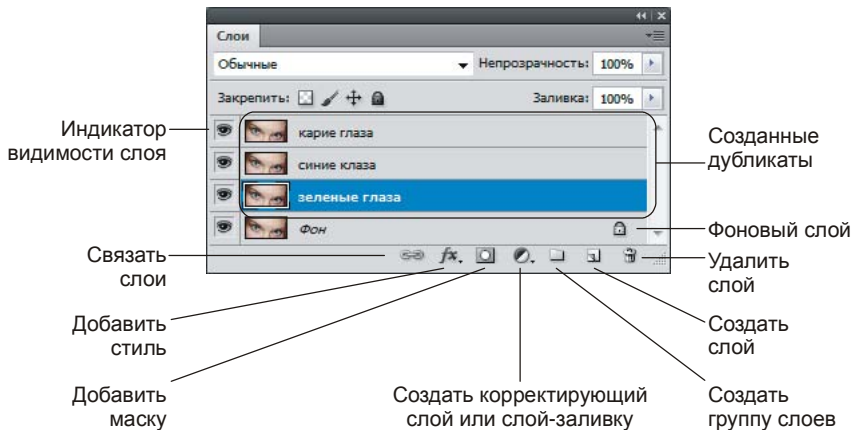 Слои
Обычные
Непрозрачность: 100%
Закрепить:
Заливка: 100%
карие глаза
синие клаза
зеленые глаза
Фон
Индикатор
видимости слоя
Созданные
дубликаты
Фоновый слой
Связать
слои
fx.
Удалить
слой
Добавить
стиль
Создать
слой
Добавить
маску
Создать корректирующий
слой или слой-заливку
Создать
группу слоев